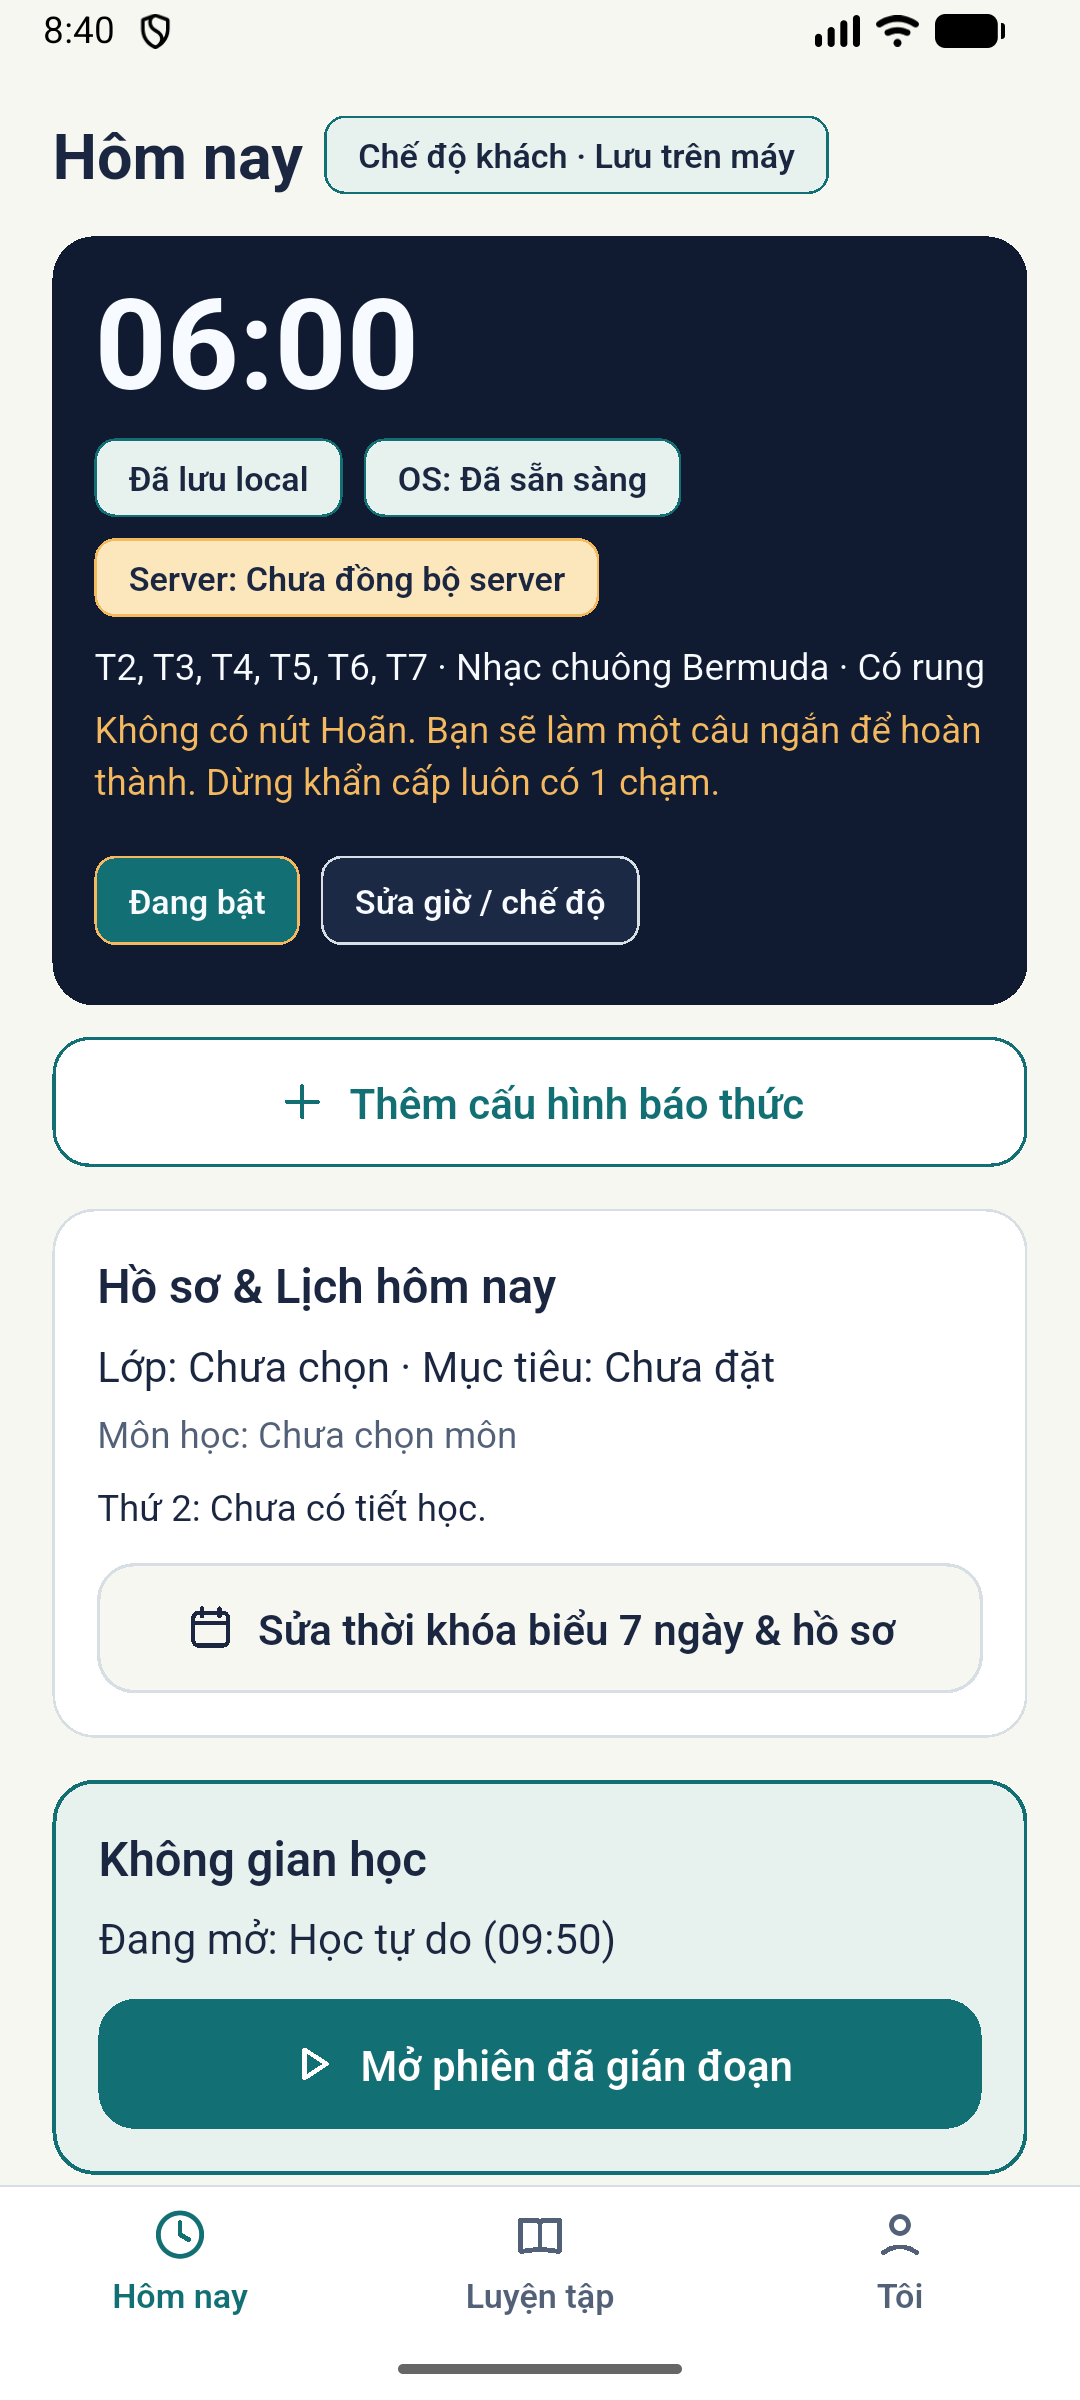 8:40
Hôm nay
Chế độ khách · Lưu trên máy
06:00
Đã lưu local
OS: Đã sẵn sàng
Server: Chưa đồng bộ server
T2, T3, T4, T5, T6, T7 · Nhạc chuông Bermuda · Có rung
Không có nút Hoãn. Bạn sẽ làm một câu ngắn để hoàn
thành. Dừng khẩn cấp luôn có 1 chạm.
Đang bật
Sửa giờ / chế độ
Thêm cấu hình báo thức
Hồ sơ & Lịch hôm nay
Lớp: Chưa chọn · Mục tiêu: Chưa đặt
Môn học: Chưa chọn môn
Thứ 2: Chưa có tiết học.
Sửa thời khóa biểu 7 ngày & hồ sơ
Không gian học
Đang mở: Học tự do (09:50)
Mở phiên đã gián đoạn
Hôm nay
Luyện tập
Tôi